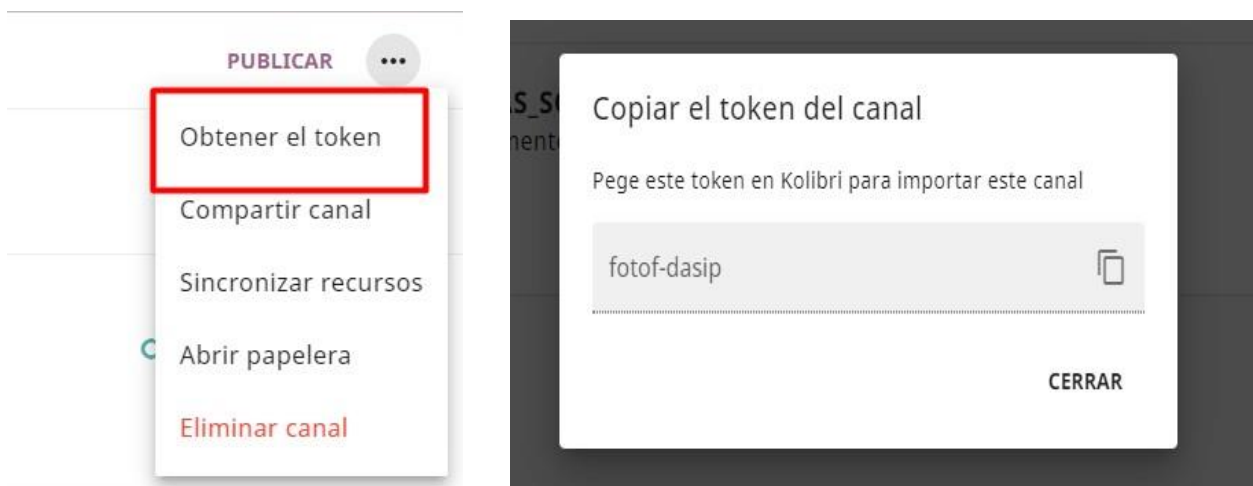 PUBLICAR
Obtener el token
Compartir canal
Sincronizar recursos
Abrir papelera
Eliminar canal
Copiar el token del canal
Pege este token en Kolibri para importar este canal
fotof-dasip
CERRAR